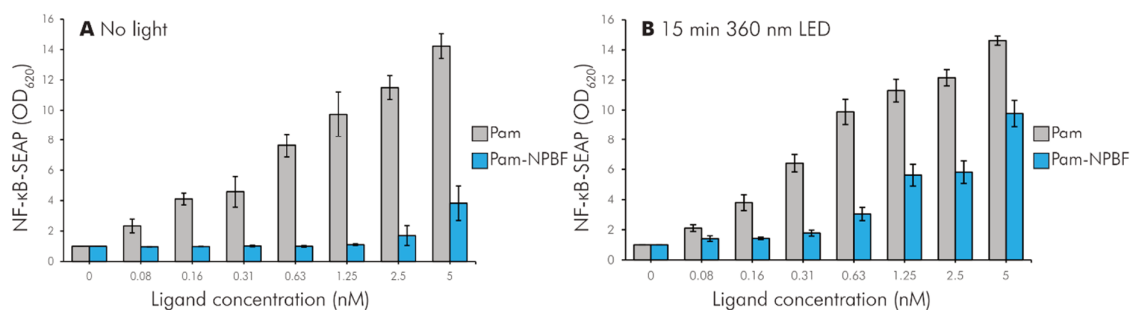 A No light
NF-κB-SEAP (OD620)
16
14
12
10
8
6
4
2
0
0 0.08 0.16 0.31 0.63 1.25 2.5 5
Ligand concentration (nM)
Pam
Pam-NPBF
B 15 min 360 nm LED
NF-κB-SEAP (OD620)
16
14
12
10
8
6
4
2
0
0 0.08 0.16 0.31 0.63 1.25 2.5 5
Ligand concentration (nM)
Pam
Pam-NPBF